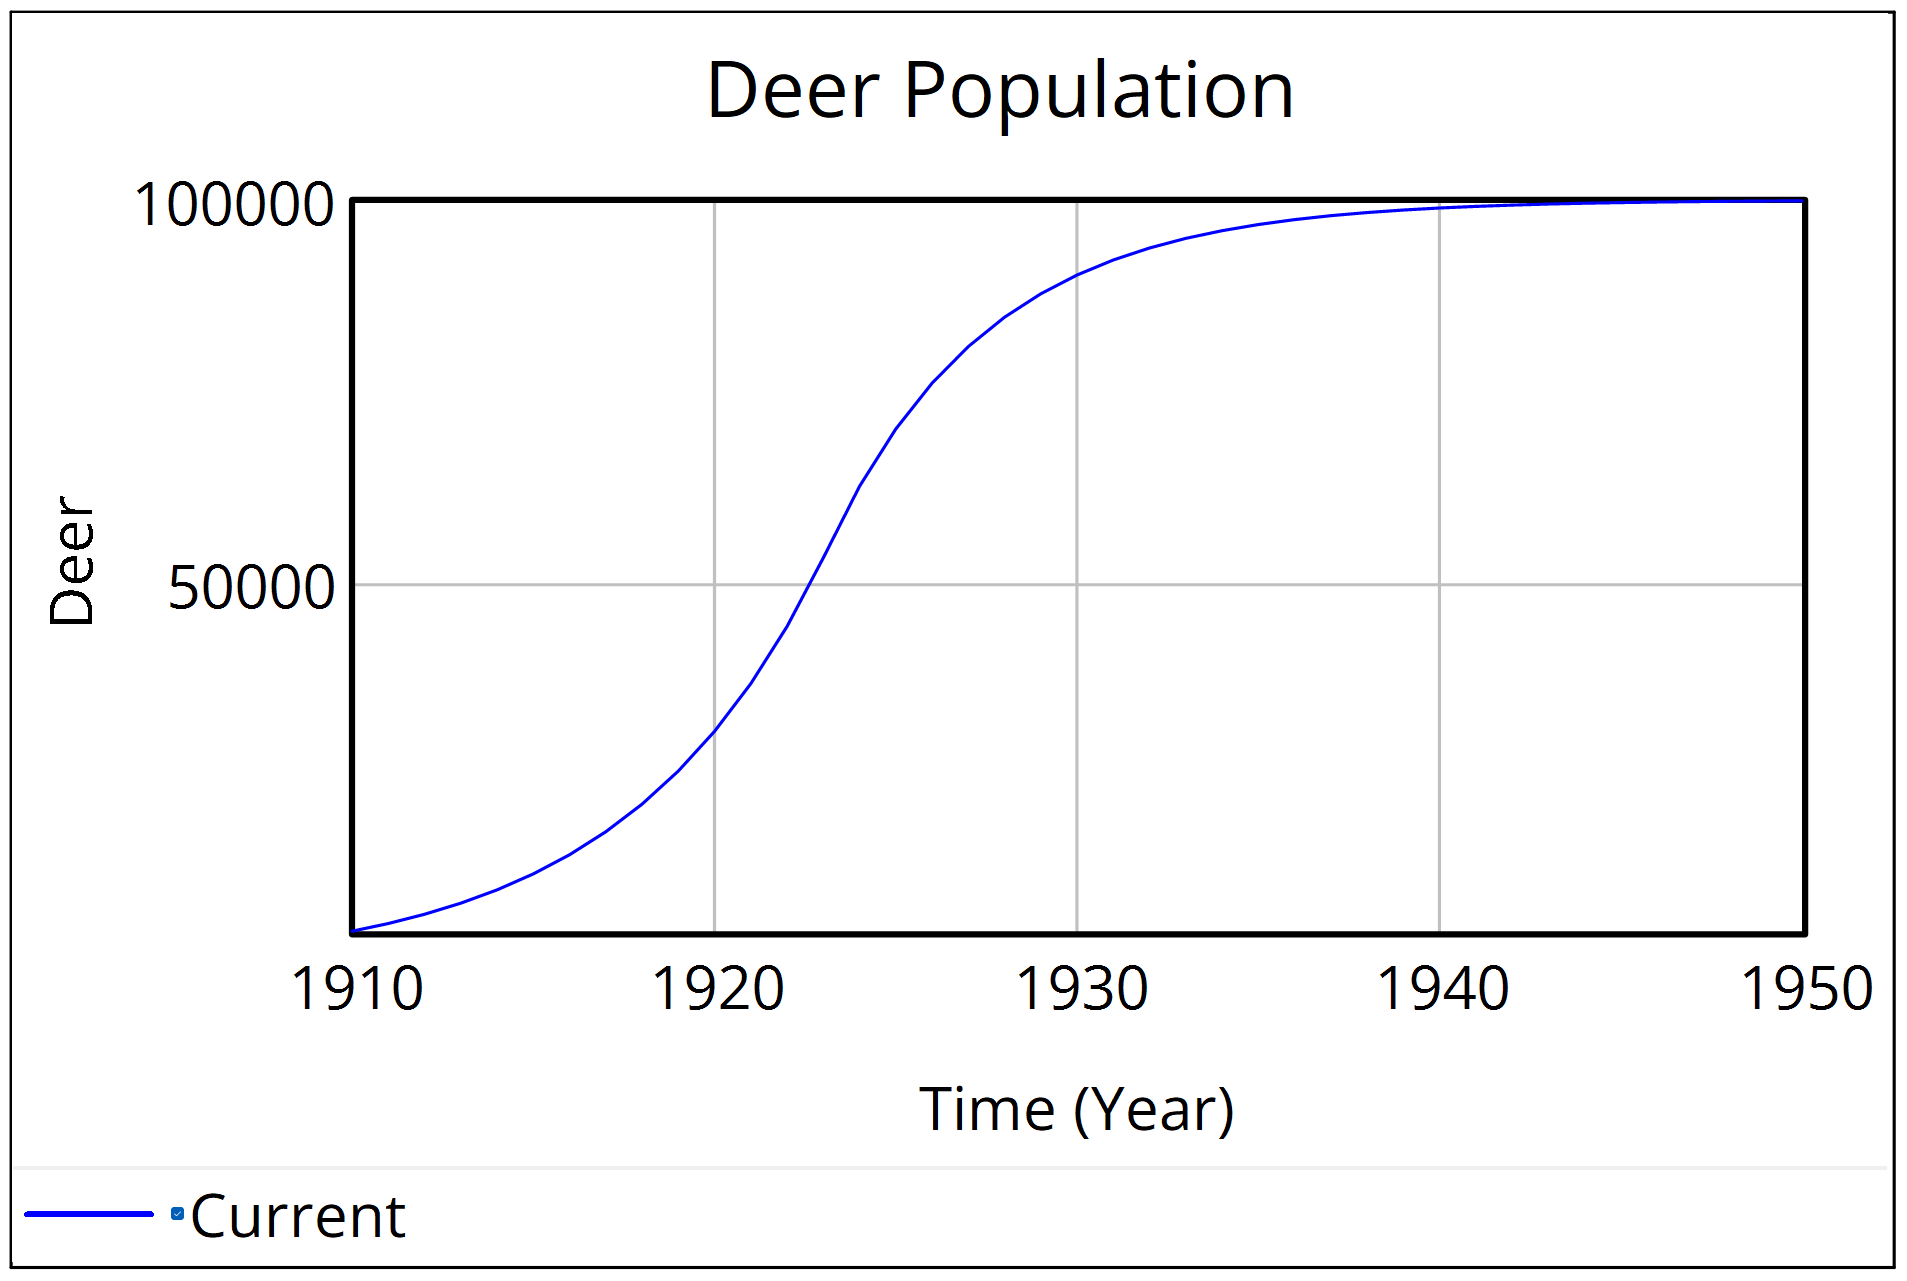 Deer Population
100000
50000
Deer
1910 1920 1930 1940 1950
Time (Year)
Current